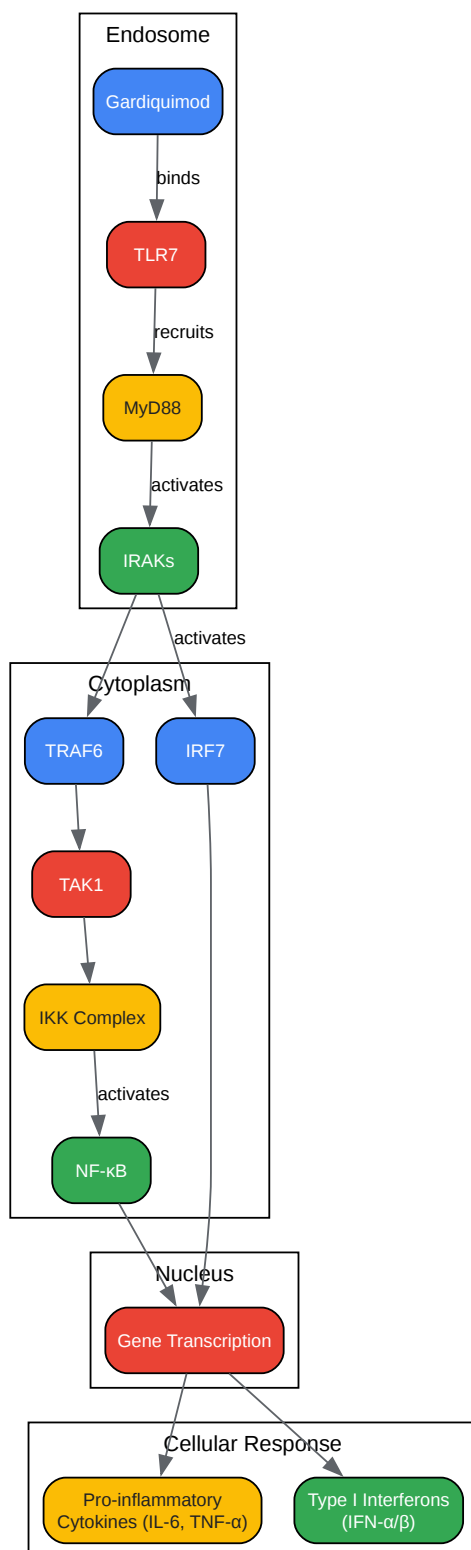 Endosome
Gardiquimod
binds
TLR7
recruits
MyD88
activates
IRAKs
activates
Cytoplasm
TRAF6
IRF7
TAK1
IKK Complex
activates
NF-κB
Nucleus
Gene Transcription
Cellular Response
Pro-inflammatory
Cytokines (IL-6, TNF-α)
Type I Interferons
(IFN-α/β)